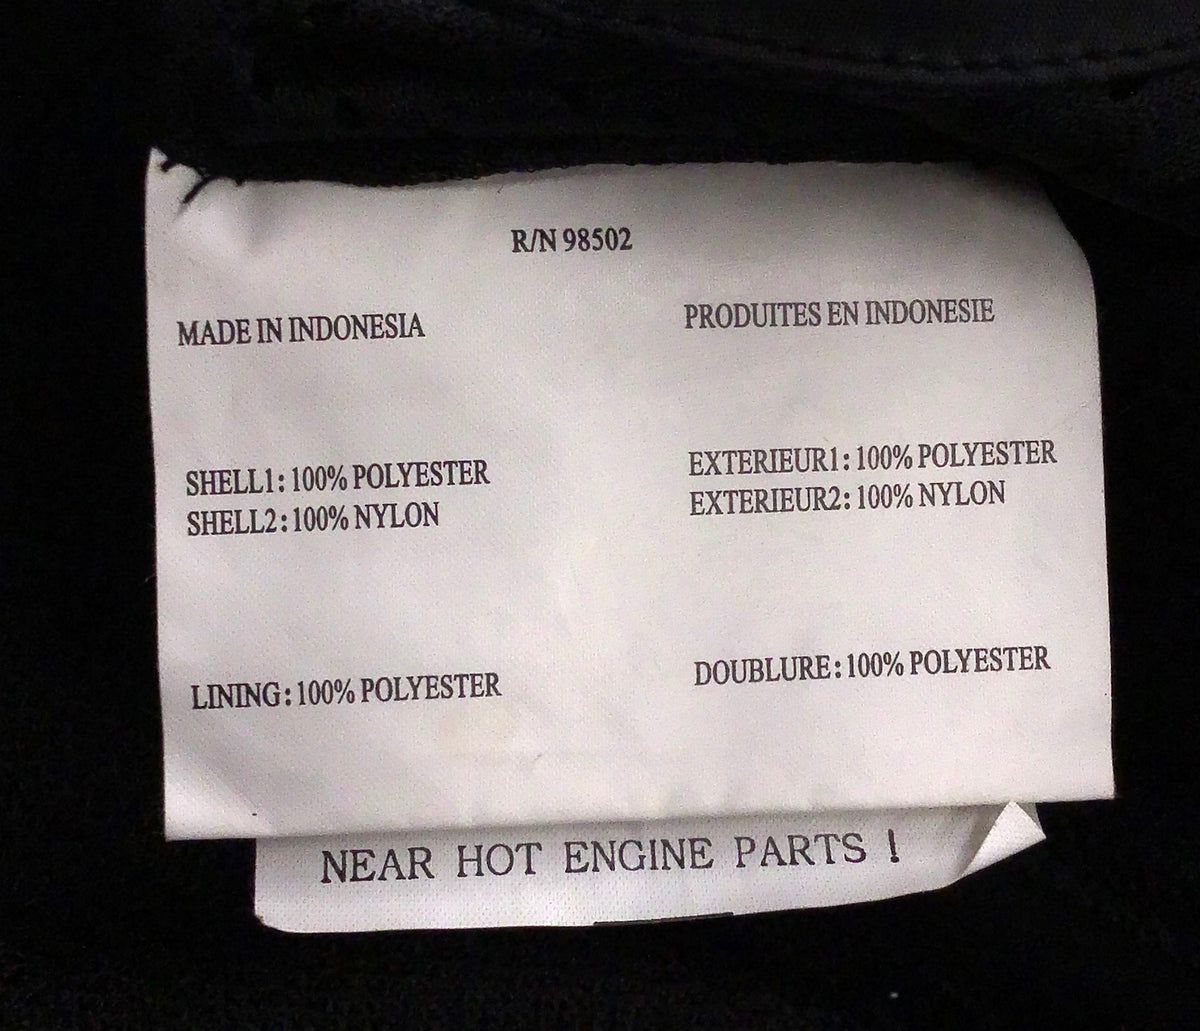 R/N 98502
MADE IN INDONESIA
SHELL1: 100% POLYESTER
SHELL2: 100% NYLON
LINING: 100% POLYESTER
PRODUITES EN INDONESIE
EXTERIEUR1: 100% POLYESTER
EXTERIEUR2: 100% NYLON
DOUBLURE: 100% POLYESTER
NEAR HOT ENGINE PARTS !